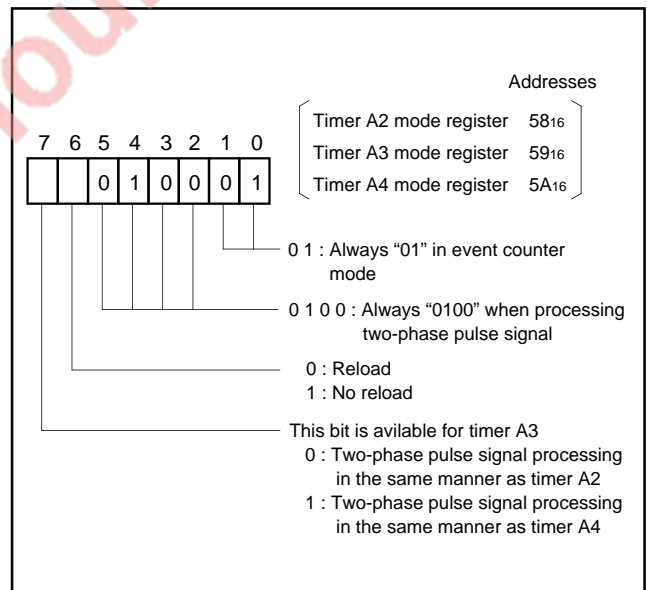 Addresses
Timer A2 mode register 58₁₆
Timer A3 mode register 59₁₆
Timer A4 mode register 5A₁₆
7 6 5 4 3 2 1 0
0 1 0 0 0 1
0 1 : Always “01” in event counter
mode
0 1 0 0 : Always “0100” when processing
two-phase pulse signal
0 : Reload
1 : No reload
This bit is avilable for timer A3
0 : Two-phase pulse signal processing
in the same manner as timer A2
1 : Two-phase pulse signal processing
in the same manner as timer A4